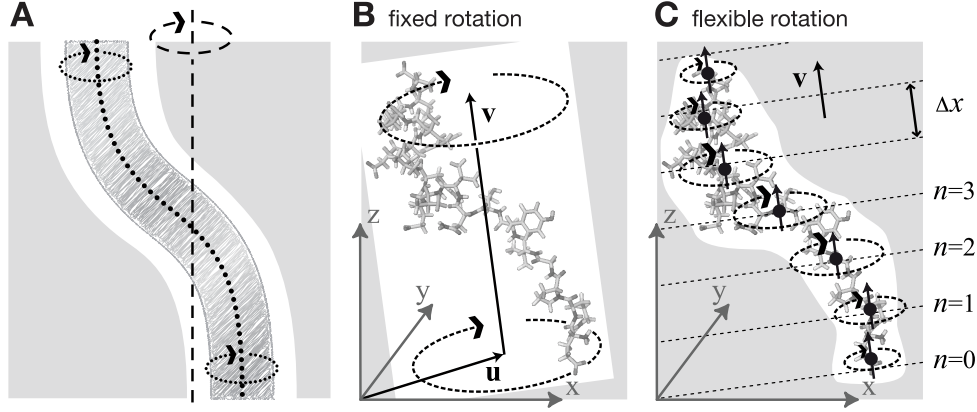 A
B fixed rotation
C flexible rotation
v
v
Δx
n=3
z
z
n=2
y
y
n=1
u
n=0
x
x